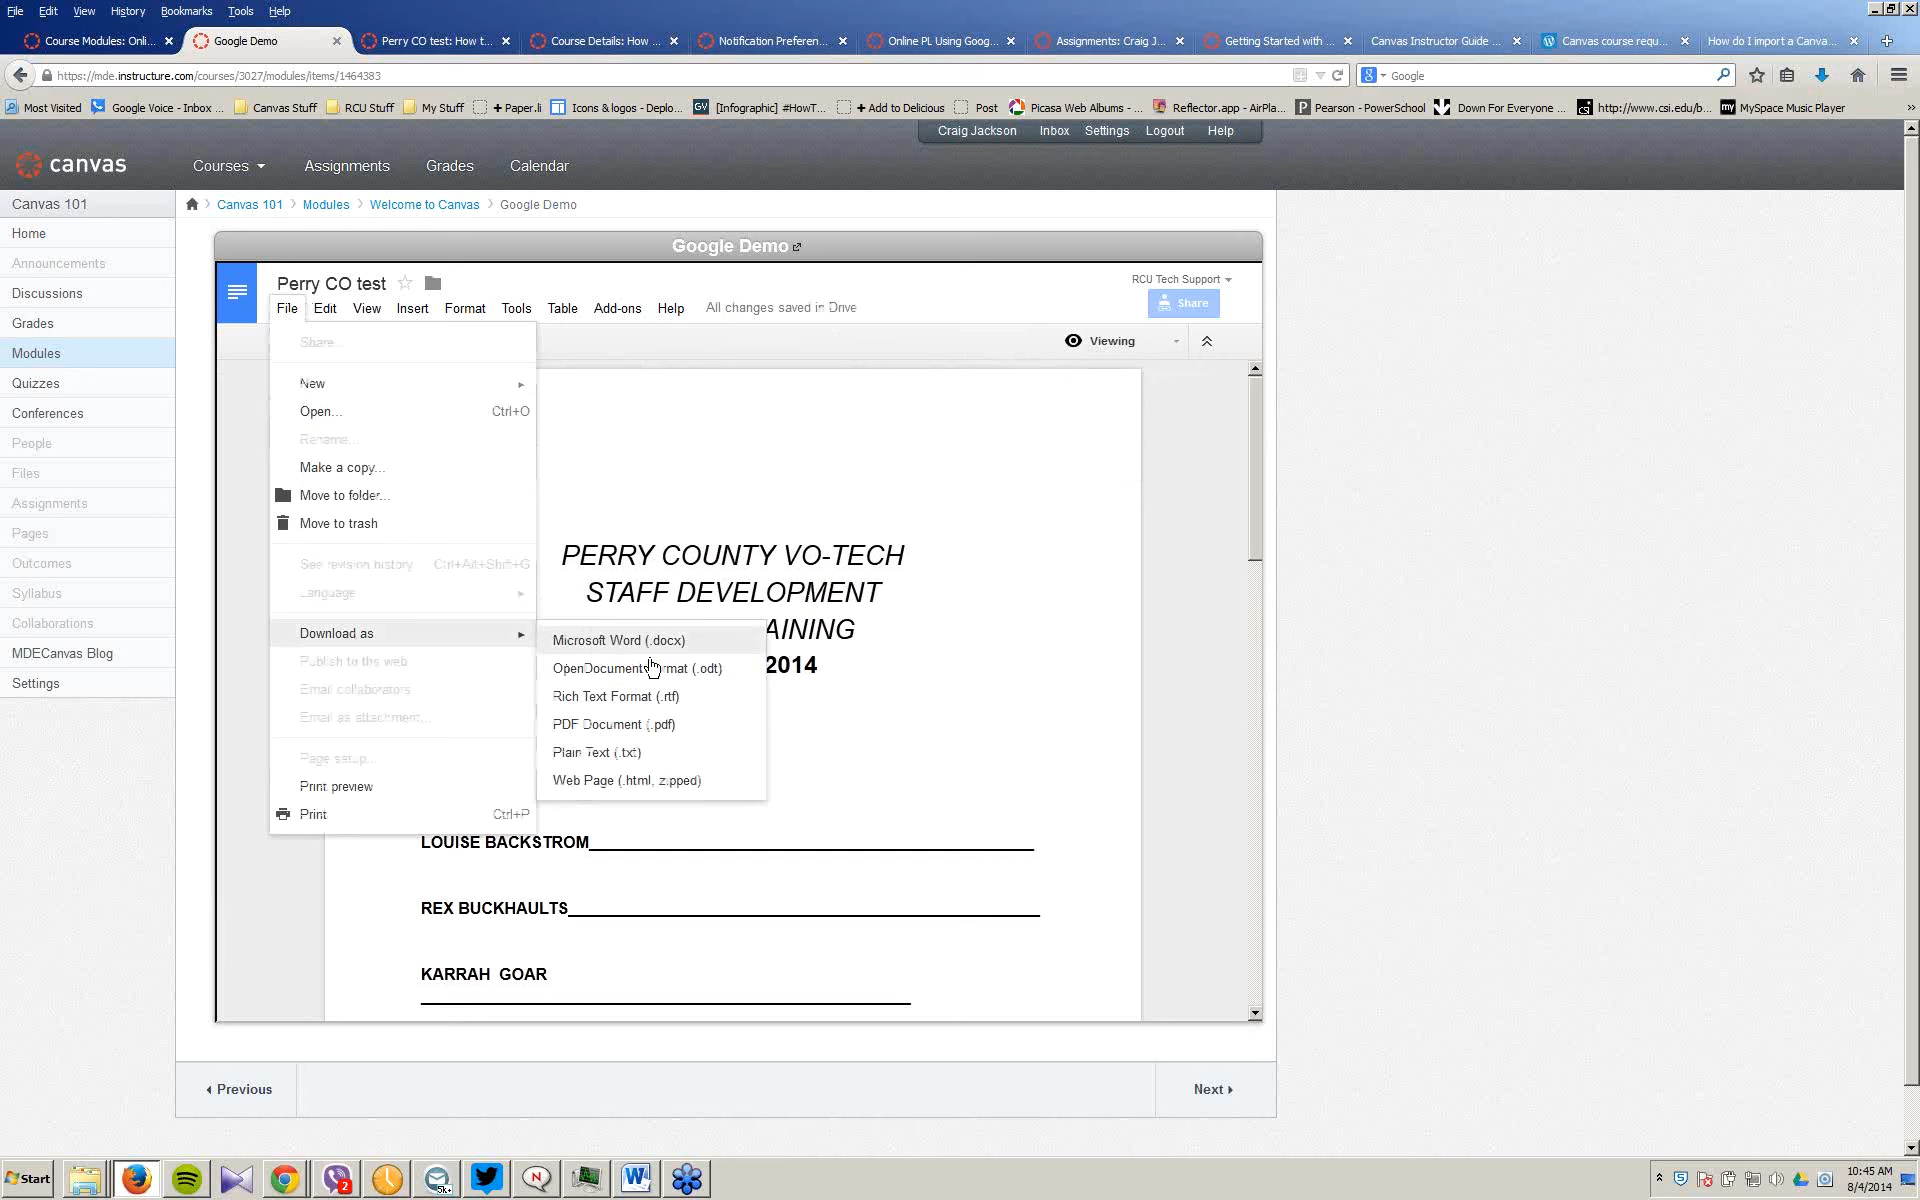 File Edit View History Bookmarks Tools Help
Course Modules: Onli... Google Demo Perry CO test: How t... Course Details: How ... Notification Preferen... Online PL Using Goog... Assignments: Craig J... Getting Started with ... Canvas Instructor Guide ... Canvas course requ... How do I import a Canva...
https://mde.instructure.com/courses/3027/modules/items/1464383 Google
Most Visited Google Voice - Inbox ... Canvas Stuff RCU Stuff My Stuff + Paper.li Icons & logos - Deplo... [Infographic] #HowT... + Add to Delicious Post Picasa Web Albums - ... Reflector.app - AirPla... Pearson - PowerSchool Down For Everyone ... http://www.csi.edu/b... MySpace Music Player
Craig Jackson Inbox Settings Logout Help
canvas Courses Assignments Grades Calendar
Canvas 101
Home
Announcements
Discussions
Grades
Modules
Quizzes
Conferences
People
Files
Assignments
Pages
Outcomes
Syllabus
Collaborations
MDECanvas Blog
Settings
Canvas 101 Modules Welcome to Canvas Google Demo
Google Demo
Perry CO test
RCU Tech Support
File Edit View Insert Format Tools Table Add-ons Help All changes saved in Drive
Share
Viewing
Share...
New
Open... Ctrl+O
Rename...
Make a copy...
Move to folder...
Move to trash
See revision history Ctrl+Alt+Shift+G
Language
Download as
Publish to the web
Email collaborators
Email as attachment...
Page setup...
Print preview
Print Ctrl+P
Microsoft Word (.docx)
OpenDocument Format (.odt)
Rich Text Format (.rtf)
PDF Document (.pdf)
Plain Text (.txt)
Web Page (.html, zipped)
PERRY COUNTY VO-TECH
STAFF DEVELOPMENT
AINING
2014
LOUISE BACKSTROM
REX BUCKHAULTS
KARRAH GOAR
Previous
Next
Start
2
5k+
10:45 AM
8/4/2014